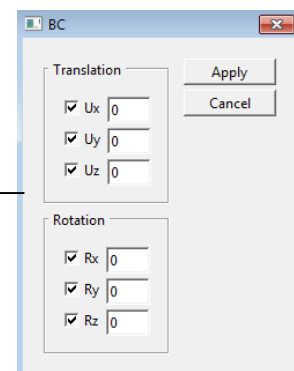 BC
Translation
Apply
Ux 0
Cancel
Uy 0
Uz 0
Rotation
Rx 0
Ry 0
Rz 0